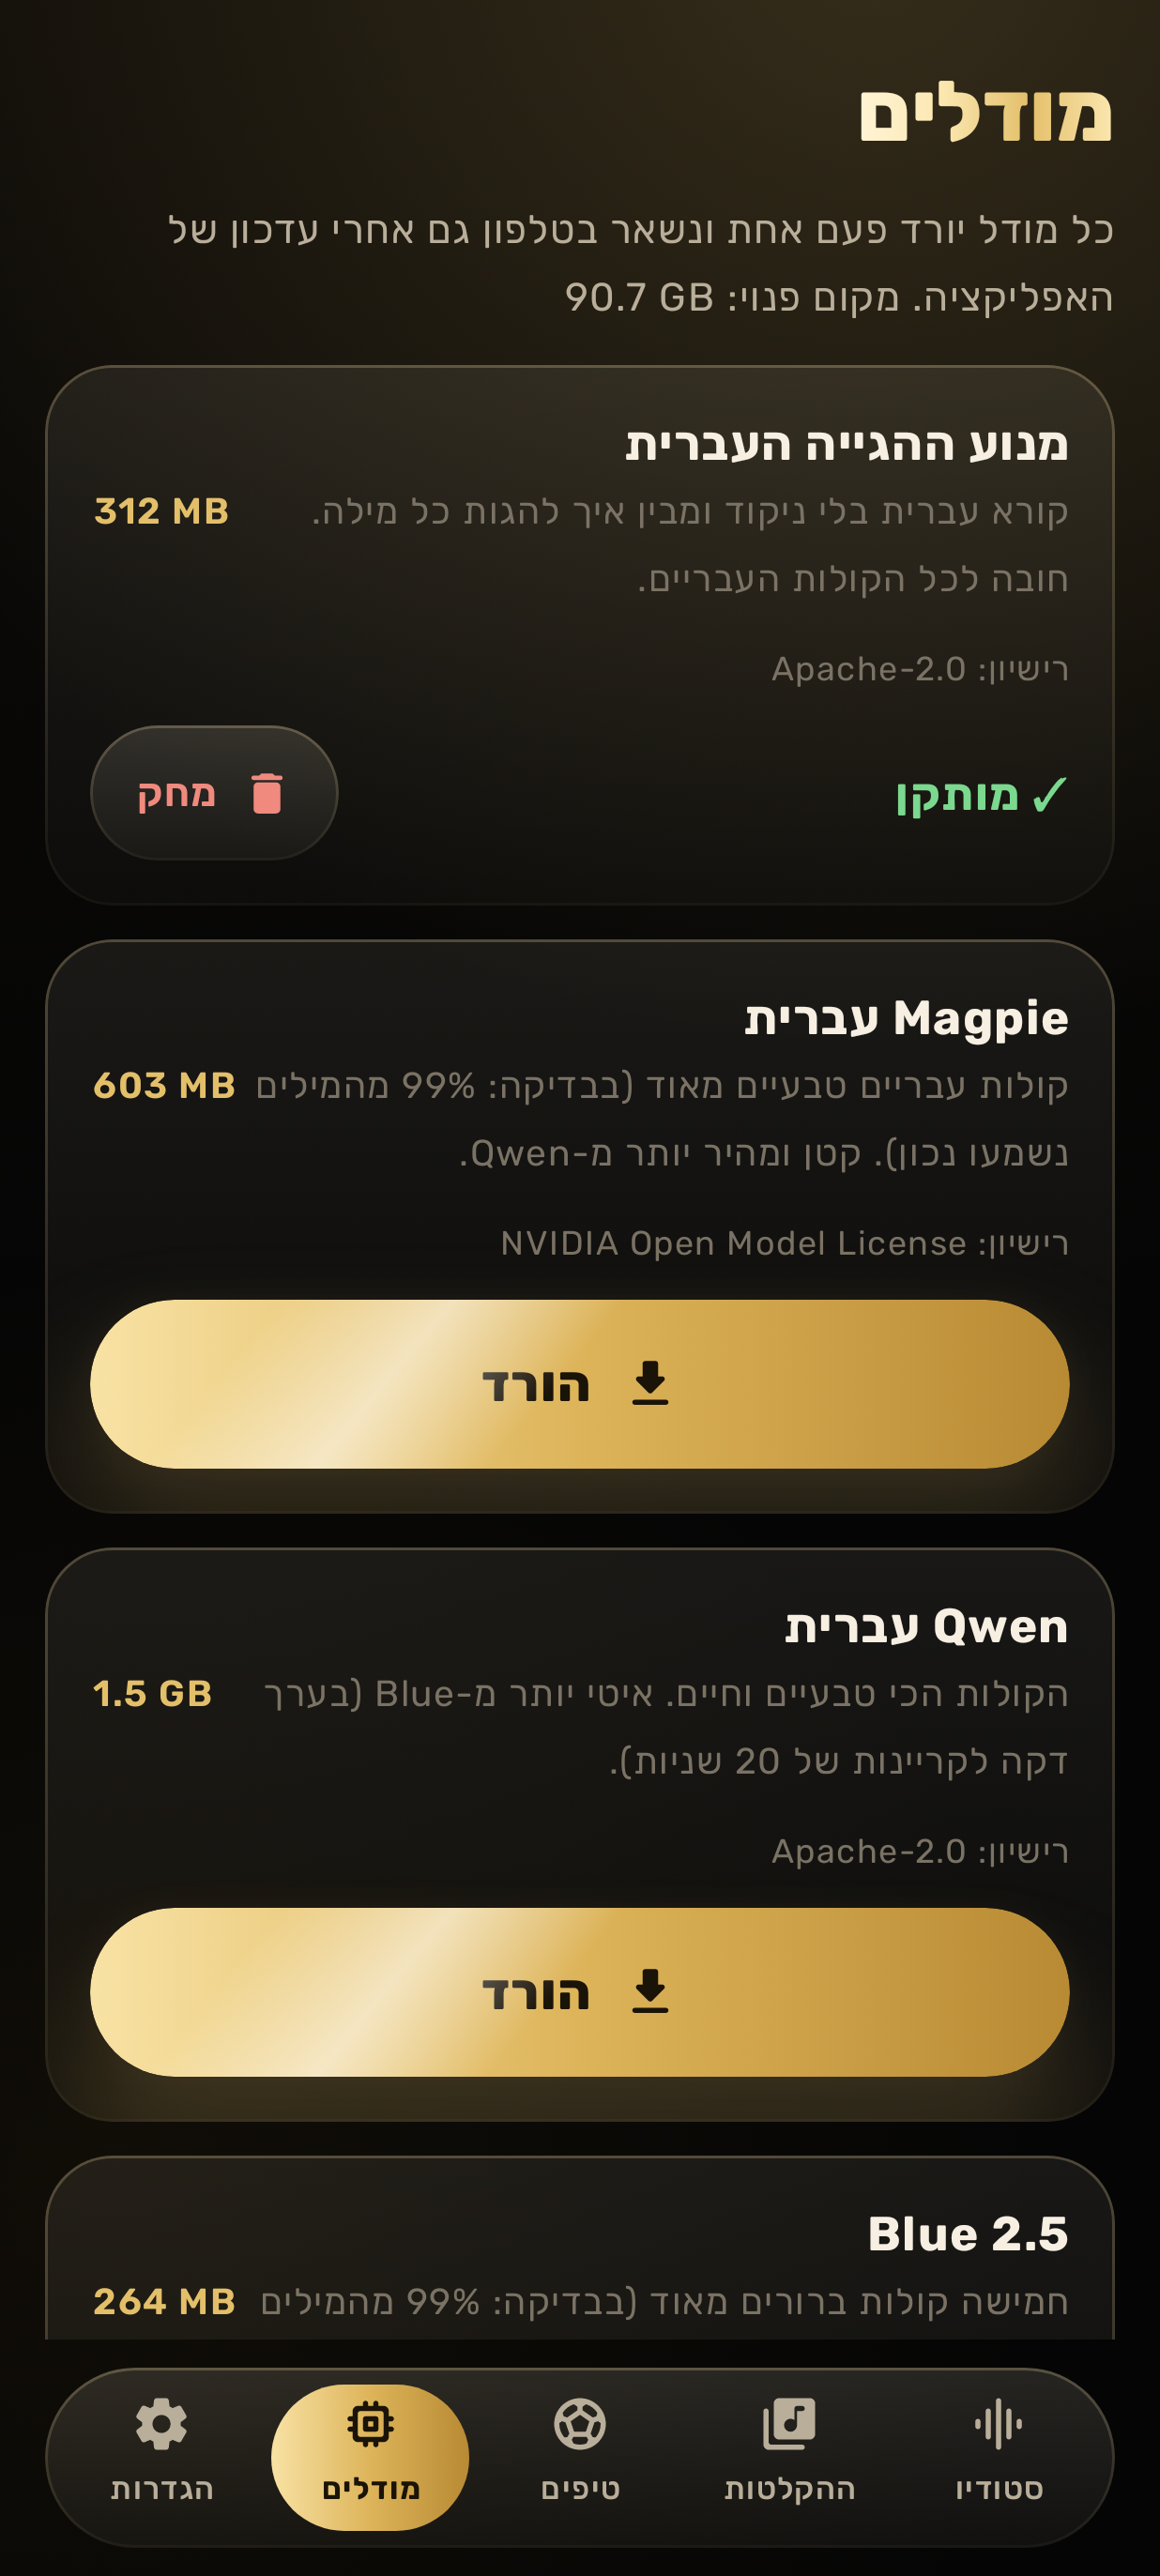 מודלים
כל מודל יורד פעם אחת ונשאר בטלפון גם אחרי עדכון של
האפליקציה. מקום פנוי: 90.7 GB
מנוע ההגייה העברית
קורא עברית בלי ניקוד ומבין איך להגות כל מילה.
312 MB
חובה לכל הקולות העבריים.
רישיון: Apache-2.0
✓ מותקן
מחק
Magpie עברית
קולות עבריים טבעיים מאוד (בבדיקה: 99% מהמילים
603 MB
נשמעו נכון). קטן ומהיר יותר מ-Qwen.
רישיון: NVIDIA Open Model License
הורד
Qwen עברית
הקולות הכי טבעיים וחיים. איטי יותר מ-Blue (בערך
1.5 GB
דקה לקריינות של 20 שניות).
רישיון: Apache-2.0
הורד
Blue 2.5
חמישה קולות ברורים מאוד (בבדיקה: 99% מהמילים
264 MB
סטודיו
ההקלטות
טיפים
מודלים
הגדרות